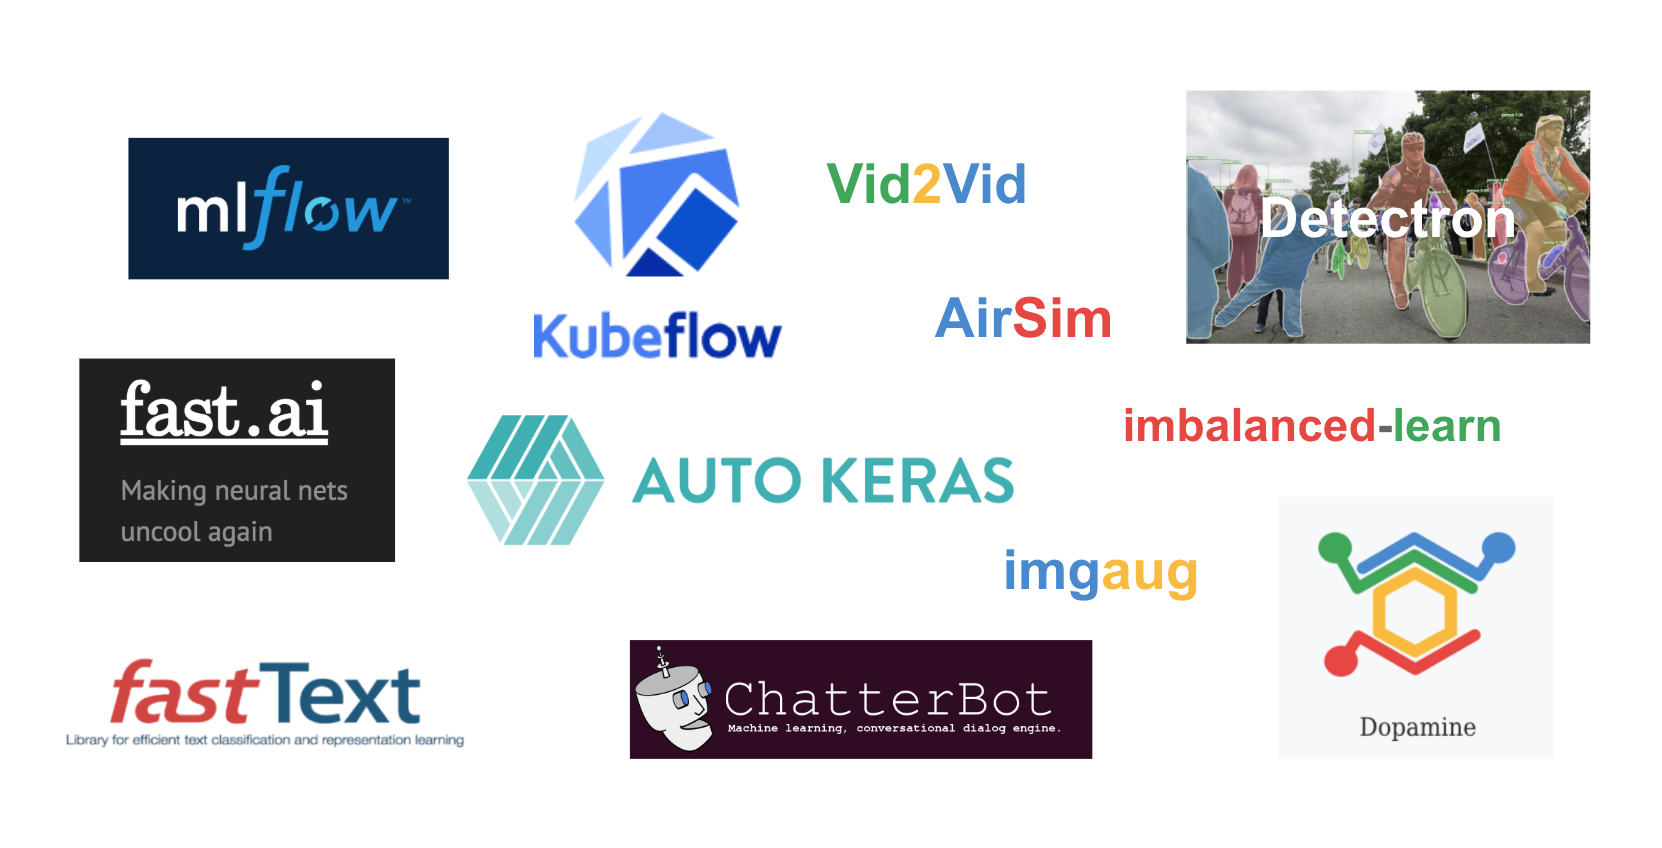 mlflow™
Kubeflow
Vid2Vid
Detectron
AirSim
fast.ai
Making neural nets
uncool again
AUTO KERAS
imbalanced-learn
imgaug
fastText
Library for efficient text classification and representation learning
ChatterBot
Machine learning, conversational dialog engine.
Dopamine